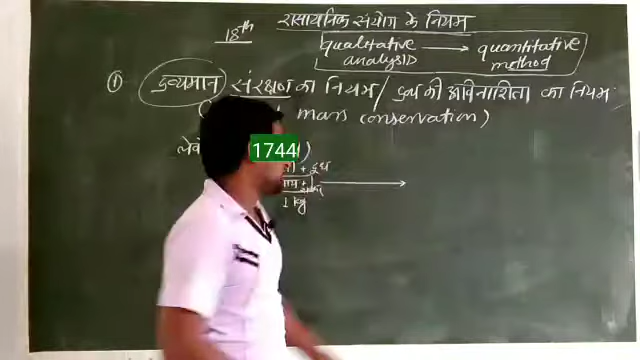 रासायनिक संयोग के नियम
18th
qualitative analysis → quantitative method
① द्रव्यमान संरक्षण का नियम / द्रव्य की अविनाशिता का नियम
mass conservation)
1744
+ दूध
1 kg